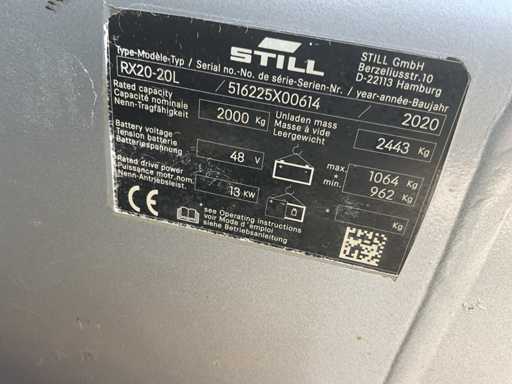 STILL
STILL GmbH
Berzeliusstr.10
D-22113 Hamburg
Type-Modèle-Typ / Serial no.-No. de série-Serien-Nr. / year-année-Baujahr
RX20-20L / 516225X00614 / 2020
Rated capacity
Capacité nominale
Nenn-Tragfähigkeit
2000 Kg
Unladen mass
Masse à vide
Leergewicht
2443 Kg
Battery voltage
Tension batterie
Batteriespannung
48 V
max. 1064 Kg
min. 962 Kg
Rated drive power
Puissance motr.nom.
Nenn-Antriebsleist.
13 KW
Kg
CE
* see Operating instructions
voir Mode d'emploi
siehe Betriebsanleitung